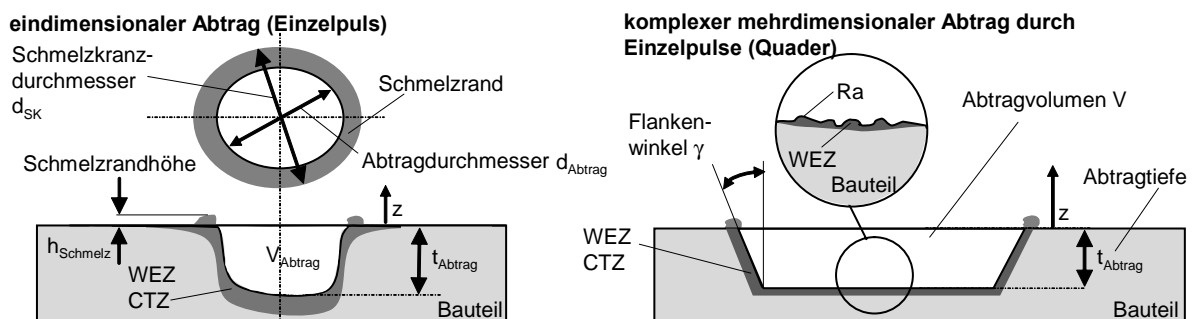 eindimensionaler Abtrag (Einzelpuls)
Schmelzkranz-
durchmesser
dSK
Schmelzrand
Abtragdurchmesser dAbtrag
Schmelzrandhöhe
z
hSchmelz
WEZ
CTZ
VAbtrag
tAbtrag
Bauteil
komplexer mehrdimensionaler Abtrag durch
Einzelpulse (Quader)
Ra
Flanken-
winkel γ
WEZ
Bauteil
Abtragvolumen V
Abtragtiefe
z
WEZ
CTZ
tAbtrag
Bauteil